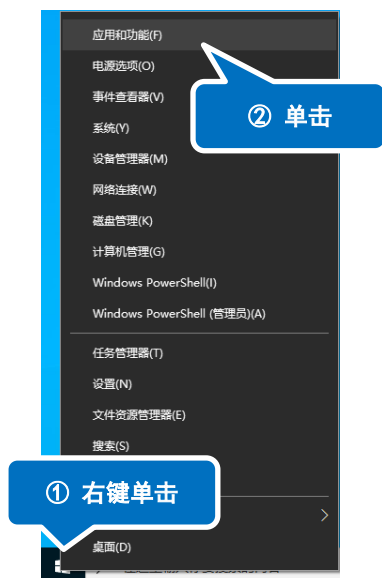 应用和功能(F)
电源选项(O)
事件查看器(V)
② 单击
系统(Y)
设备管理器(M)
网络连接(W)
磁盘管理(K)
计算机管理(G)
Windows PowerShell(I)
Windows PowerShell (管理员)(A)
任务管理器(T)
设置(N)
文件资源管理器(E)
搜索(S)
① 右键单击
桌面(D)